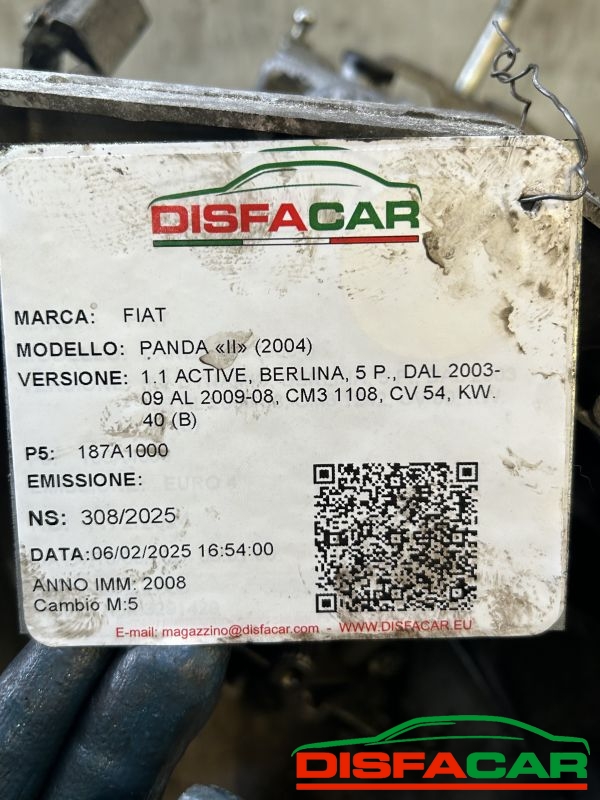 DISFACAR
MARCA: FIAT
MODELLO: PANDA «II» (2004)
VERSIONE: 1.1 ACTIVE, BERLINA, 5 P., DAL 2003-
09 AL 2009-08, CM3 1108, CV 54, KW.
40 (B)
P5: 187A1000
EMISSIONE: EURO 4
NS: 308/2025
DATA:06/02/2025 16:54:00
ANNO IMM: 2008
Cambio M:5
E-mail: magazzino@disfacar.com - WWW.DISFACAR.EU
DISFACAR